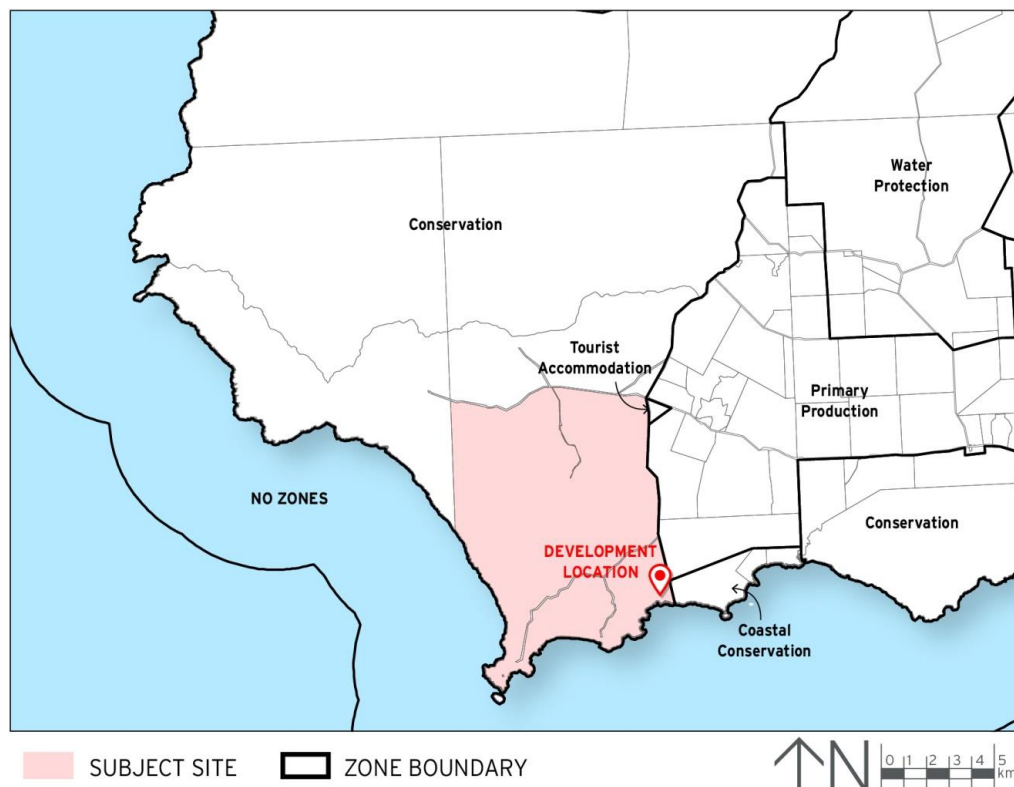 Water
Protection
Conservation
Tourist
Accommodation
Primary
Production
NO ZONES
Conservation
DEVELOPMENT
LOCATION
Coastal
Conservation
SUBJECT SITE
ZONE BOUNDARY
N
0 1 2 3 4 5
km